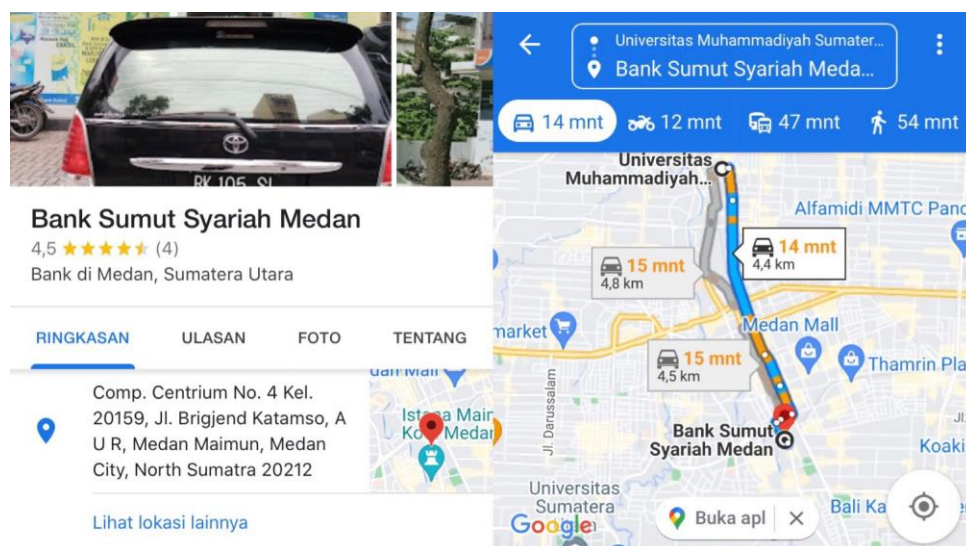 BK 105 SI
Bank Sumut Syariah Medan
4,5 (4)
Bank di Medan, Sumatera Utara
RINGKASAN ULASAN FOTO TENTANG
Comp. Centrium No. 4 Kel.
20159, Jl. Brigjend Katamso, A
U R, Medan Maimun, Medan
City, North Sumatra 20212
Istana Maim
Kota Medan
Lihat lokasi lainnya
Universitas Muhammadiyah Sumater...
Bank Sumut Syariah Meda...
14 mnt 12 mnt 47 mnt 54 mnt
Universitas
Muhammadiyah...
Alfamidi MMTC Panc
14 mnt
4,4 km
15 mnt
4,8 km
market
Medan Mall
15 mnt
4,5 km
Thamrin Pla
Jl. Darussalam
Jl.
Bank Sumut
Syariah Medan
Koaki
Universitas
Sumatera
Google
Buka apl
Bali Ka